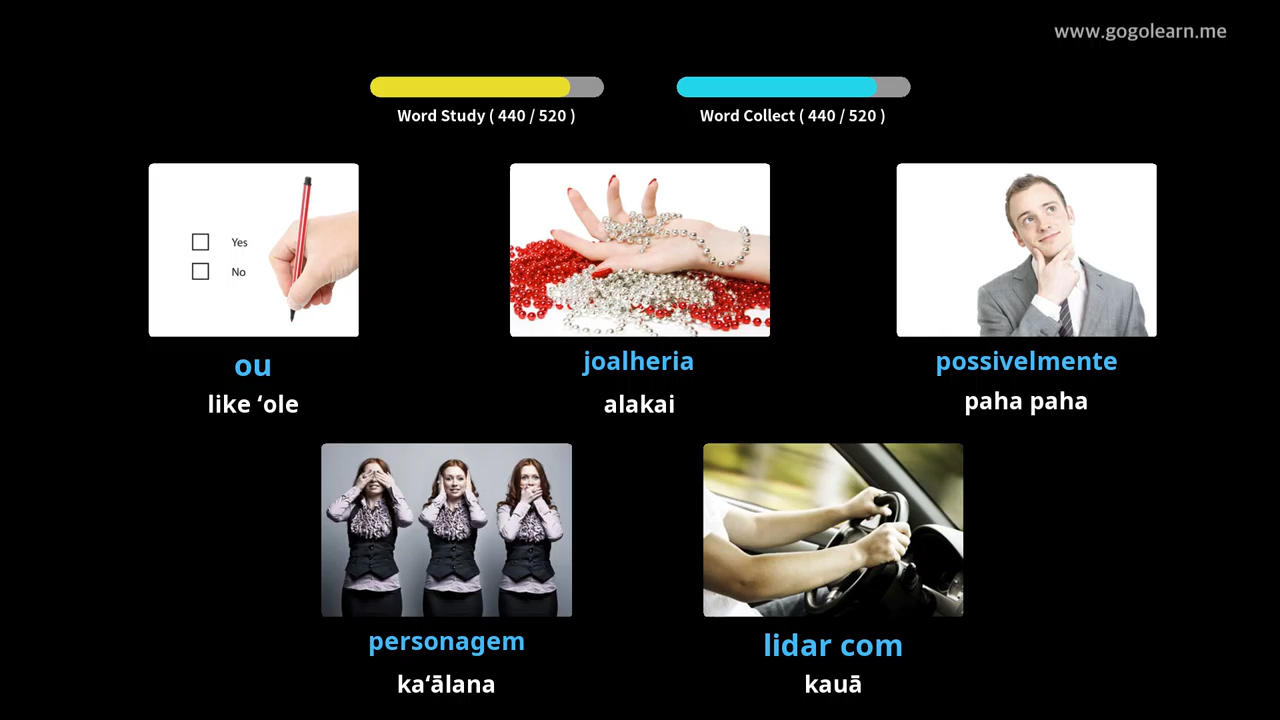 www.gogolearn.me
Word Study ( 440 / 520 )
Word Collect ( 440 / 520 )
Yes
No
ou
joalheria
possivelmente
like ʻole
alakai
paha paha
personagem
lidar com
kaʻālana
kauā